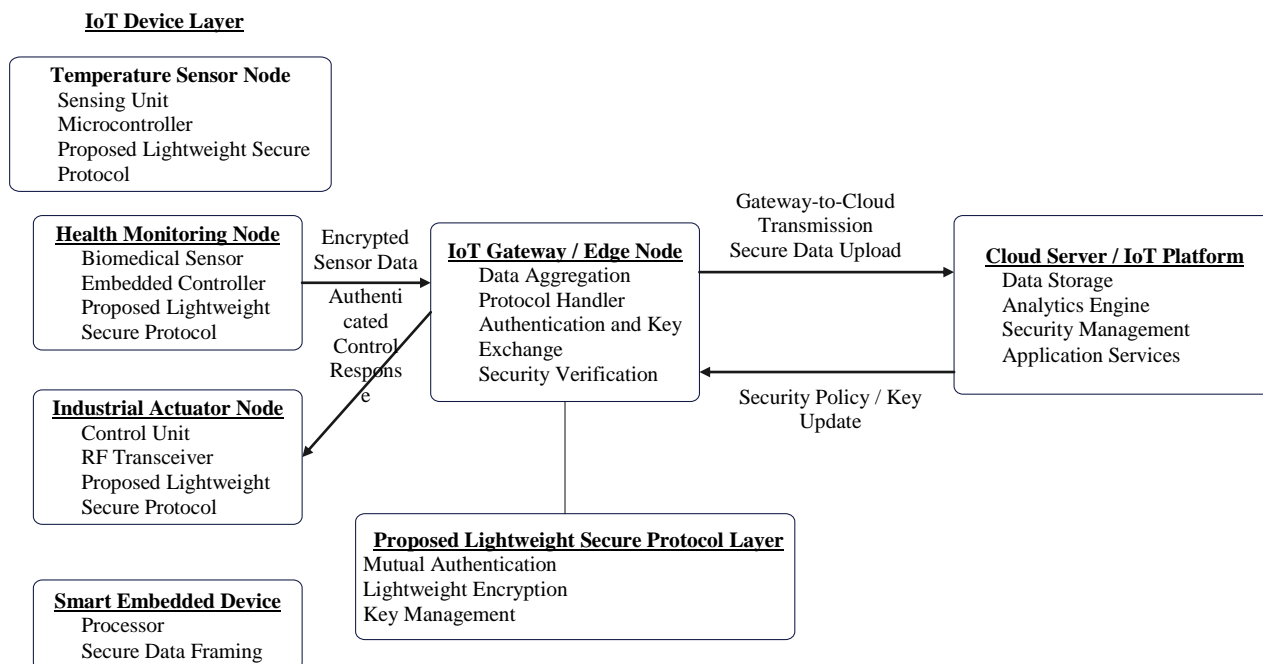 IoT Device Layer
Temperature Sensor Node
Sensing Unit
Microcontroller
Proposed Lightweight Secure
Protocol
Health Monitoring Node
Biomedical Sensor
Embedded Controller
Proposed Lightweight
Secure Protocol
Encrypted
Sensor Data
Authenti
cated
Control
Respons
e
IoT Gateway / Edge Node
Data Aggregation
Protocol Handler
Authentication and Key
Exchange
Security Verification
Gateway-to-Cloud
Transmission
Secure Data Upload
Cloud Server / IoT Platform
Data Storage
Analytics Engine
Security Management
Application Services
Security Policy / Key
Update
Industrial Actuator Node
Control Unit
RF Transceiver
Proposed Lightweight
Secure Protocol
Proposed Lightweight Secure Protocol Layer
Mutual Authentication
Lightweight Encryption
Key Management
Smart Embedded Device
Processor
Secure Data Framing